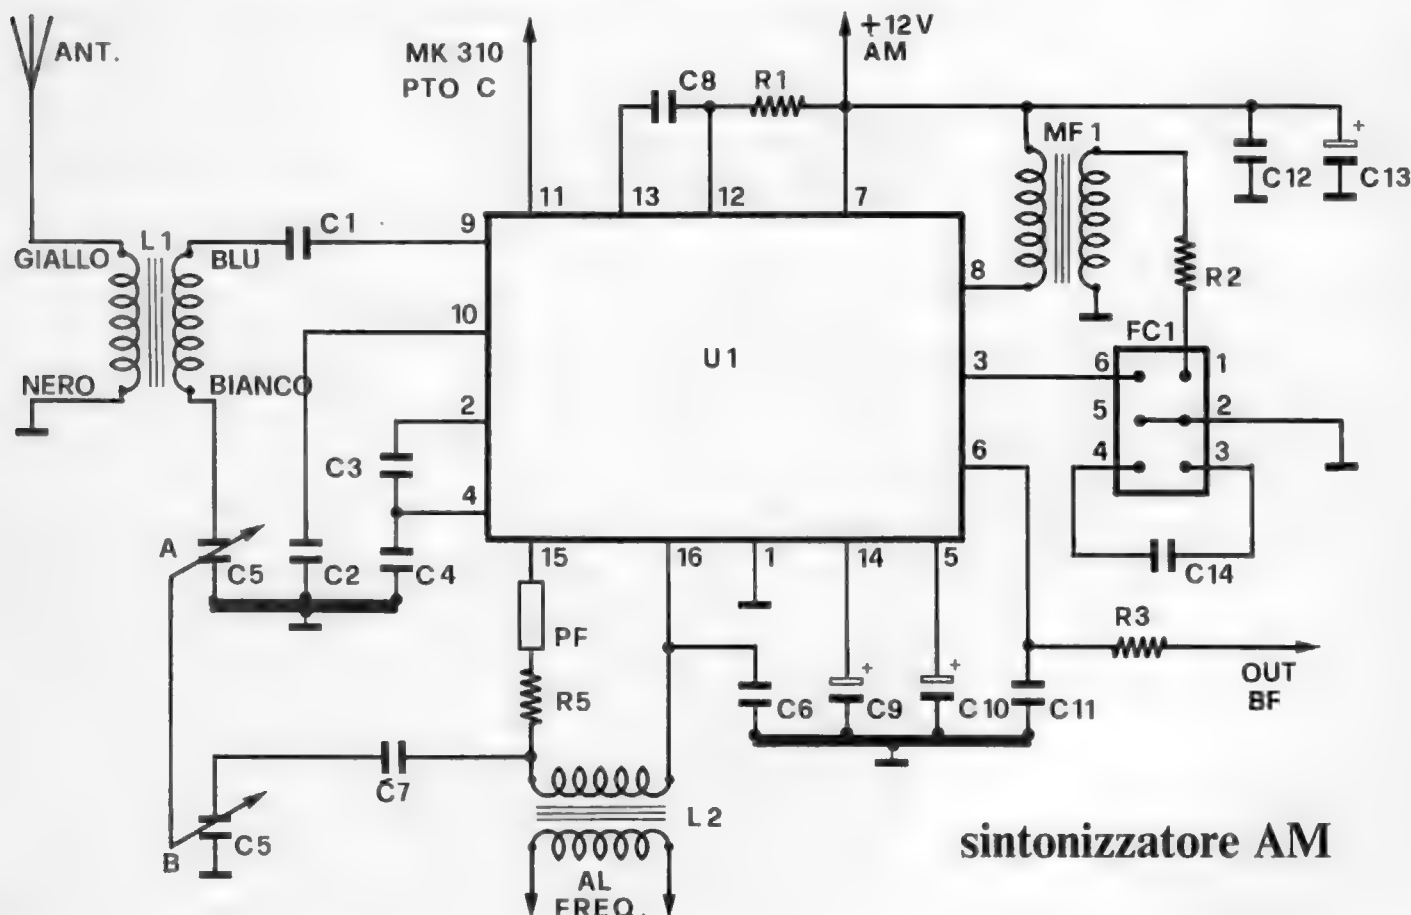 ANT.
MK 310
PTO C
+12V
AM
C8
R1
MF1
C12
+
C13
11
13
12
7
GIALLO
L1
BLU
C1
9
8
R2
NERO
BIANCO
10
U1
3
FC1
6
1
5
2
4
3
2
C3
4
6
C14
A
C5
C2
C4
15
16
1
14
5
PF
R5
R3
OUT
BF
C6
+
C9
+
C10
C11
C7
B
C5
L2
AL
FREQ.
sintonizzatore AM